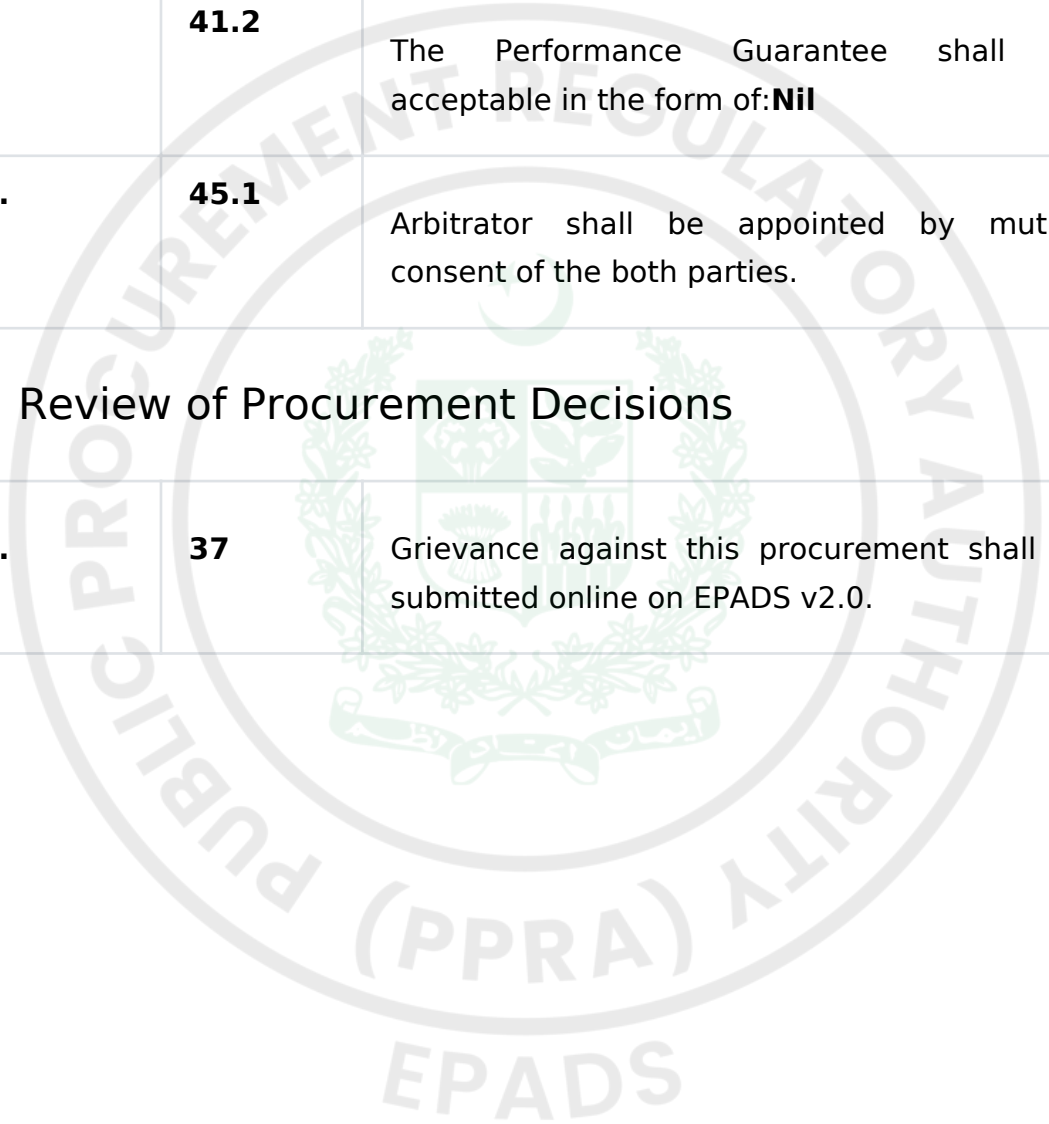 41.2
The Performance Guarantee shall
acceptable in the form of:Nil
. 45.1
Arbitrator shall be appointed by mut
consent of the both parties.
Review of Procurement Decisions
. 37 Grievance against this procurement shall
submitted online on EPADS v2.0.
PUBLIC PROCUREMENT REGULATORY AUTHORITY
(PPRA)
EPADS